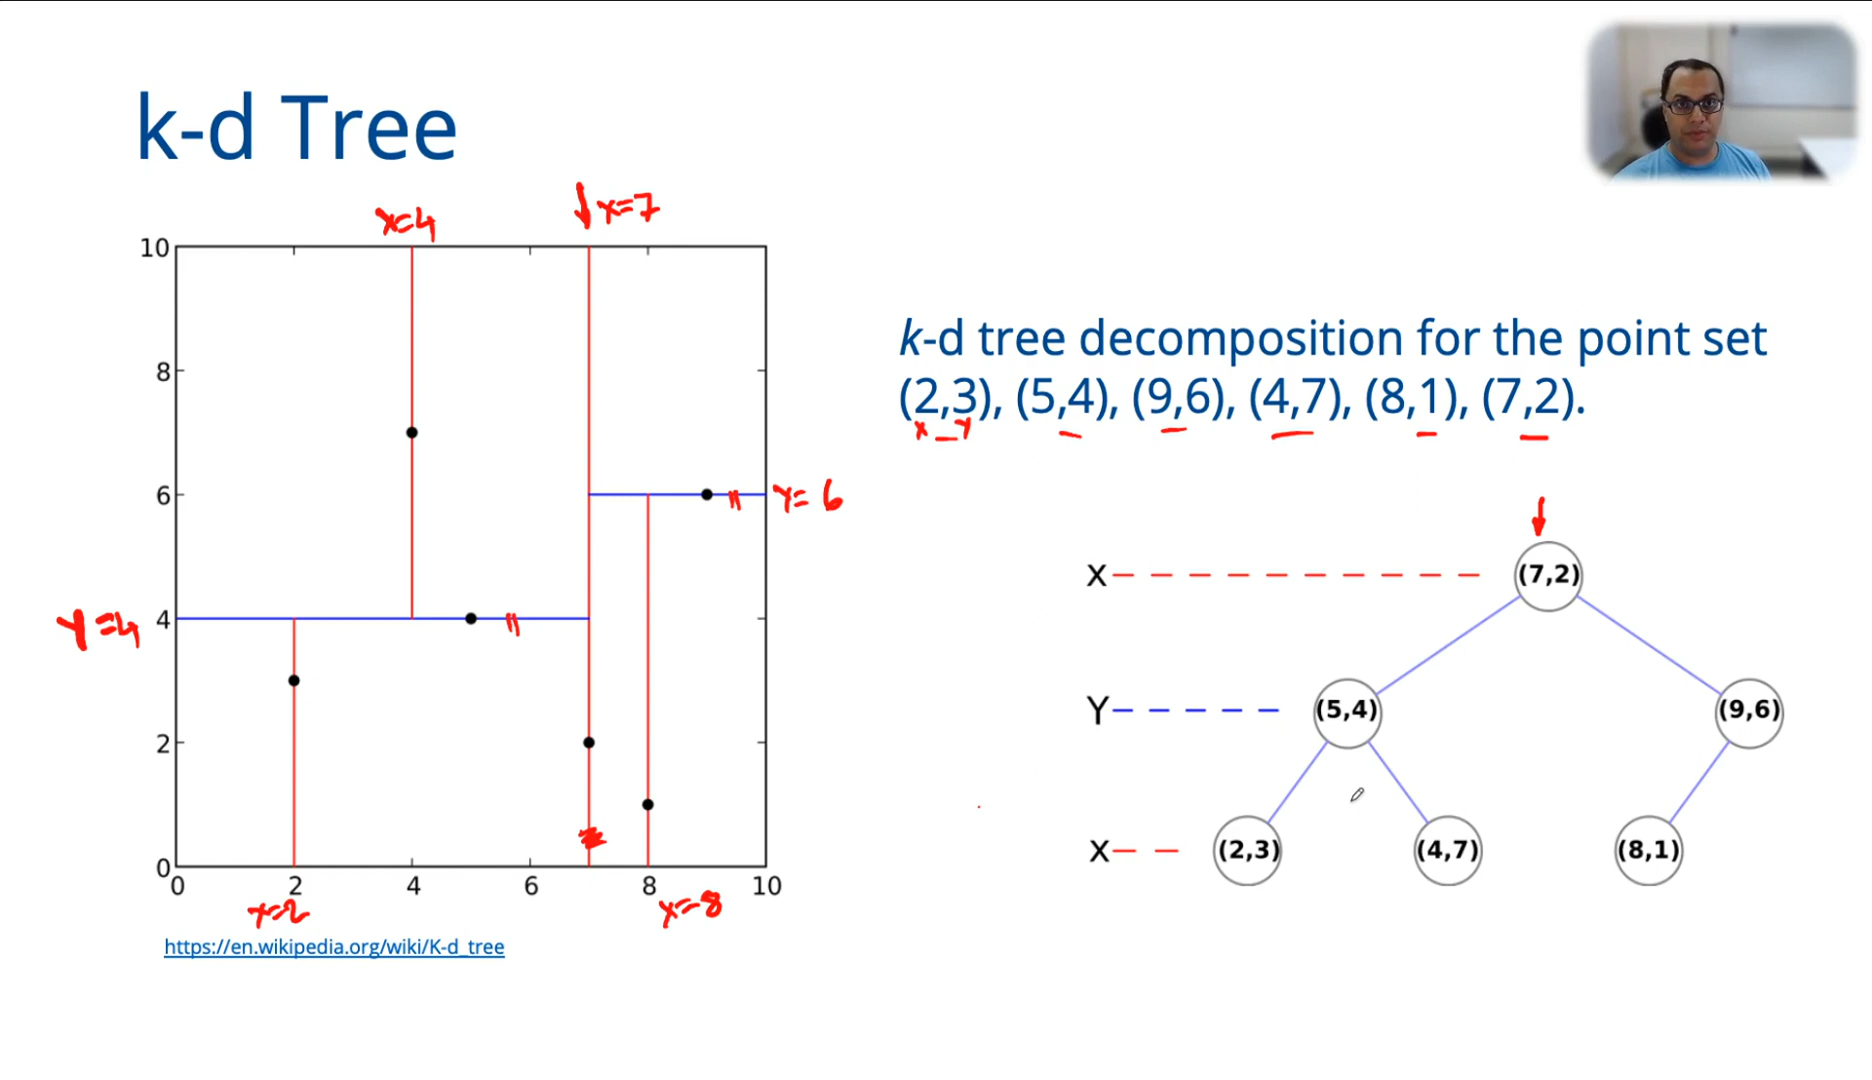 k-d Tree
x=4
x=7
10
8
6
4
2
0
Y=6
Y=4
0 2 4 6 8 10
x=2
x=8
https://en.wikipedia.org/wiki/K-d_tree
k-d tree decomposition for the point set
(2,3), (5,4), (9,6), (4,7), (8,1), (7,2).
x y
X (7,2)
Y (5,4) (9,6)
X (2,3) (4,7) (8,1)